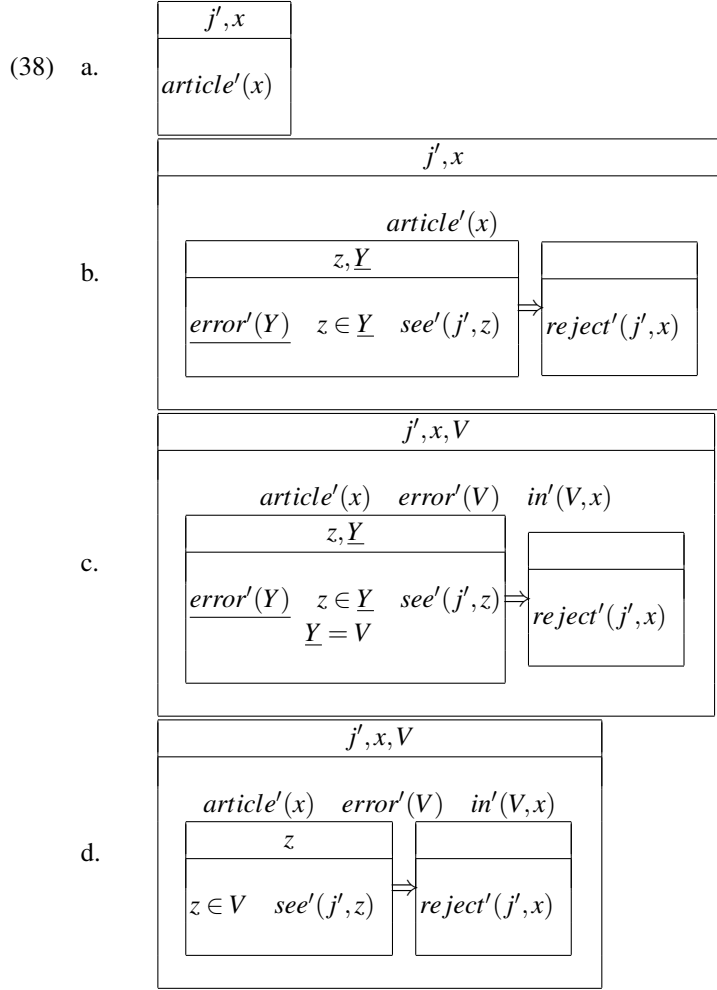 j′, x
(38) a.
article′(x)
j′, x
article′(x)
z, Y
b.
error′(Y) z ∈ Y see′(j′, z) ⇒ reject′(j′, x)
j′, x, V
article′(x) error′(V) in′(V, x)
z, Y
c.
error′(Y) z ∈ Y see′(j′, z) ⇒ reject′(j′, x)
Y = V
j′, x, V
article′(x) error′(V) in′(V, x)
z
d.
z ∈ V see′(j′, z) ⇒ reject′(j′, x)